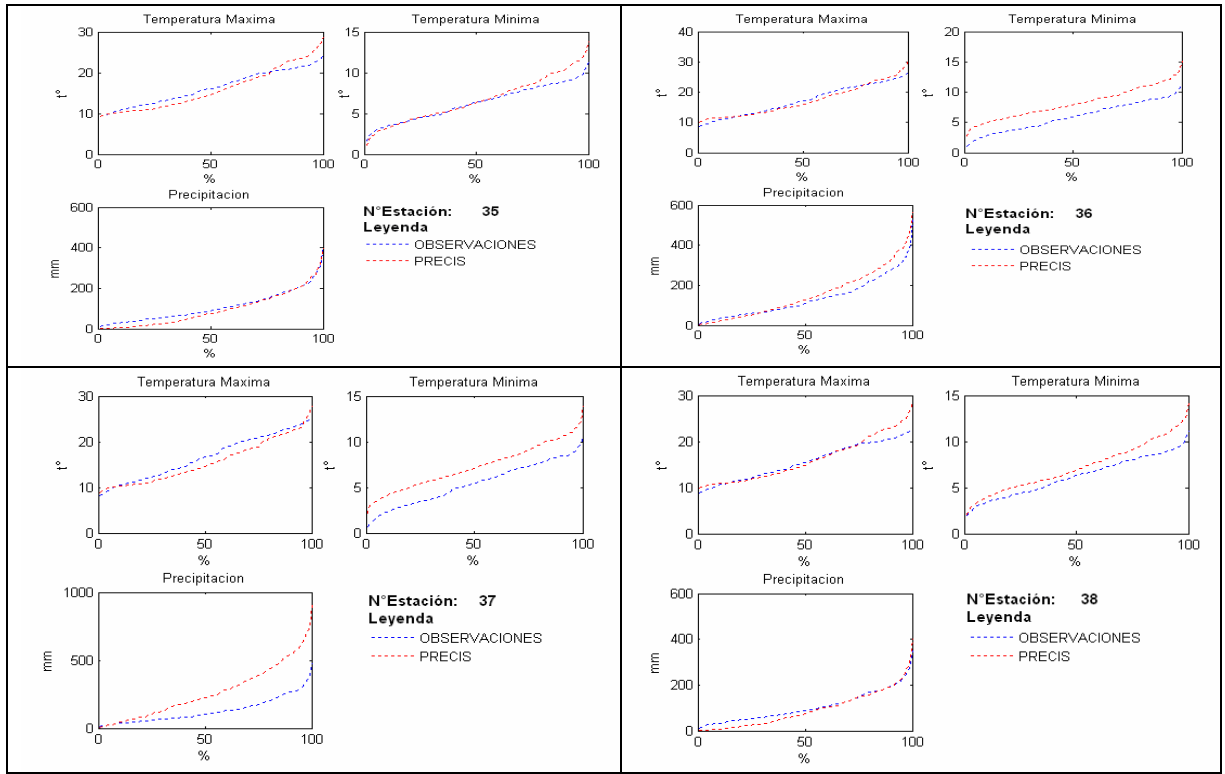 Temperatura Maxima
30
20
10
0
t°
0 50 100
%
Temperatura Minima
15
10
5
0
t°
0 50 100
%
Precipitacion
600
400
200
0
mm
0 50 100
%
N°Estación: 35
Leyenda
OBSERVACIONES
PRECIS
Temperatura Maxima
40
30
20
10
0
t°
0 50 100
%
Temperatura Minima
20
15
10
5
0
t°
0 50 100
%
Precipitacion
600
400
200
0
mm
0 50 100
%
N°Estación: 36
Leyenda
OBSERVACIONES
PRECIS
Temperatura Maxima
30
20
10
0
t°
0 50 100
%
Temperatura Minima
15
10
5
0
t°
0 50 100
%
Precipitacion
1000
500
0
mm
0 50 100
%
N°Estación: 37
Leyenda
OBSERVACIONES
PRECIS
Temperatura Maxima
30
20
10
0
t°
0 50 100
%
Temperatura Minima
15
10
5
0
t°
0 50 100
%
Precipitacion
600
400
200
0
mm
0 50 100
%
N°Estación: 38
Leyenda
OBSERVACIONES
PRECIS